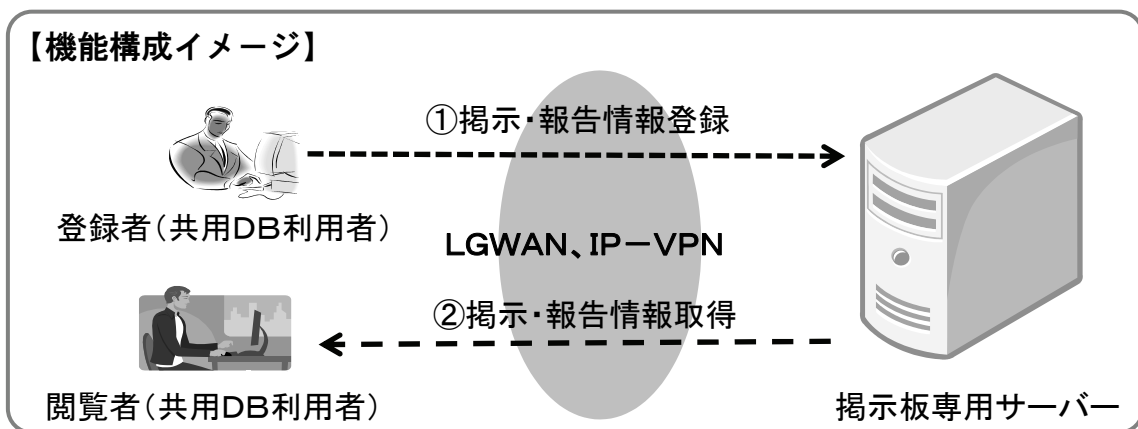 【機能構成イメージ】
①掲示・報告情報登録
登録者（共用DB利用者）
LGWAN、IP－VPN
②掲示・報告情報取得
閲覧者（共用DB利用者）
掲示板専用サーバー